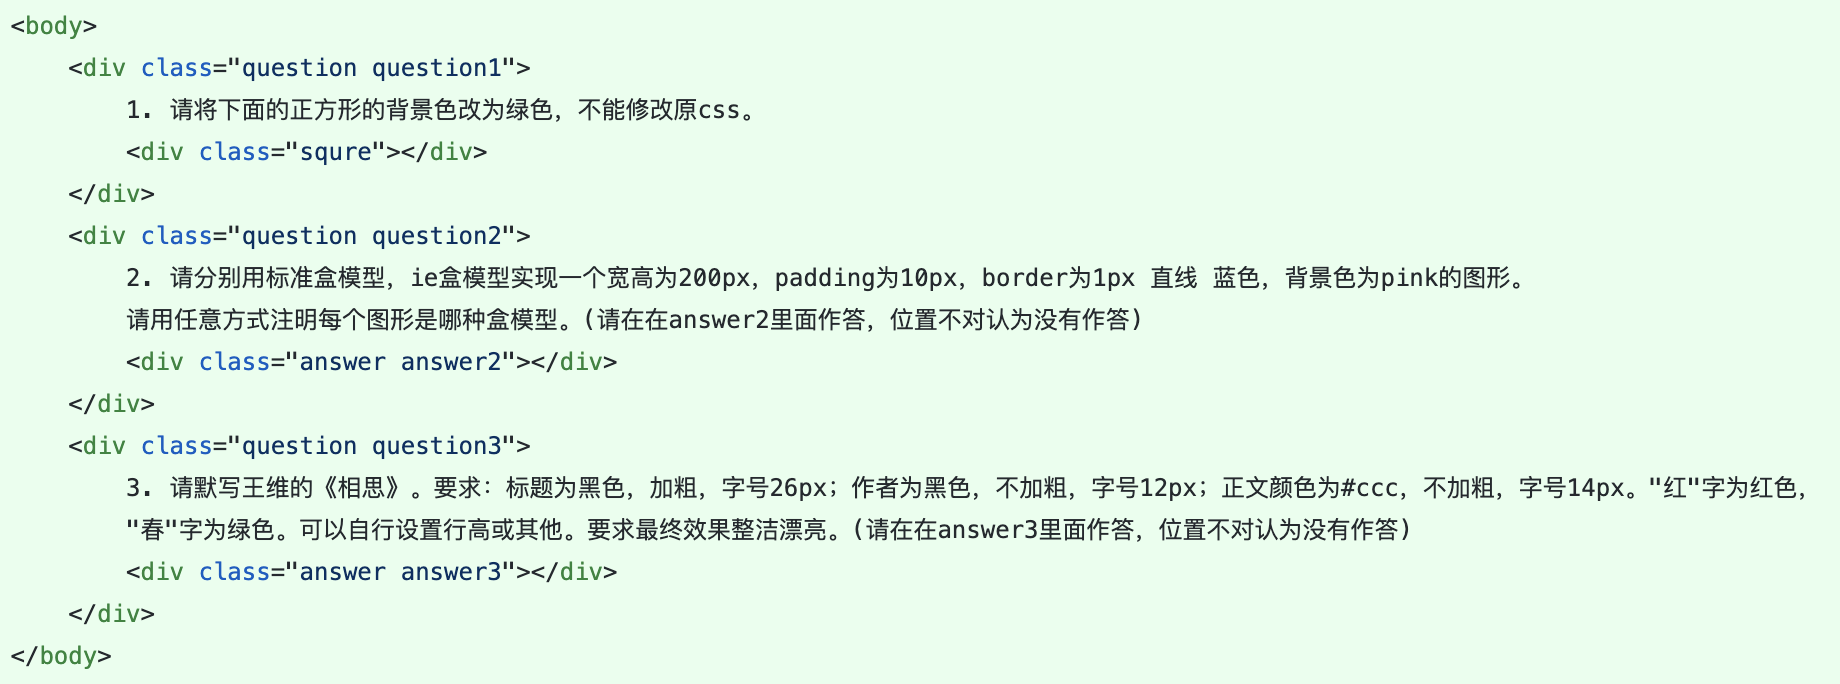 <body>
<div class="question question1">
1. 请将下面的正方形的背景色改为绿色，不能修改原css。
<div class="squre"></div>
</div>
<div class="question question2">
2. 请分别用标准盒模型，ie盒模型实现一个宽高为200px，padding为10px，border为1px 直线 蓝色，背景色为pink的图形。
请用任意方式注明每个图形是哪种盒模型。(请在在answer2里面作答，位置不对认为没有作答)
<div class="answer answer2"></div>
</div>
<div class="question question3">
3. 请默写王维的《相思》。要求：标题为黑色，加粗，字号26px；作者为黑色，不加粗，字号12px；正文颜色为#ccc，不加粗，字号14px。"红"字为红色，
"春"字为绿色。可以自行设置行高或其他。要求最终效果整洁漂亮。(请在在answer3里面作答，位置不对认为没有作答)
<div class="answer answer3"></div>
</div>
</body>